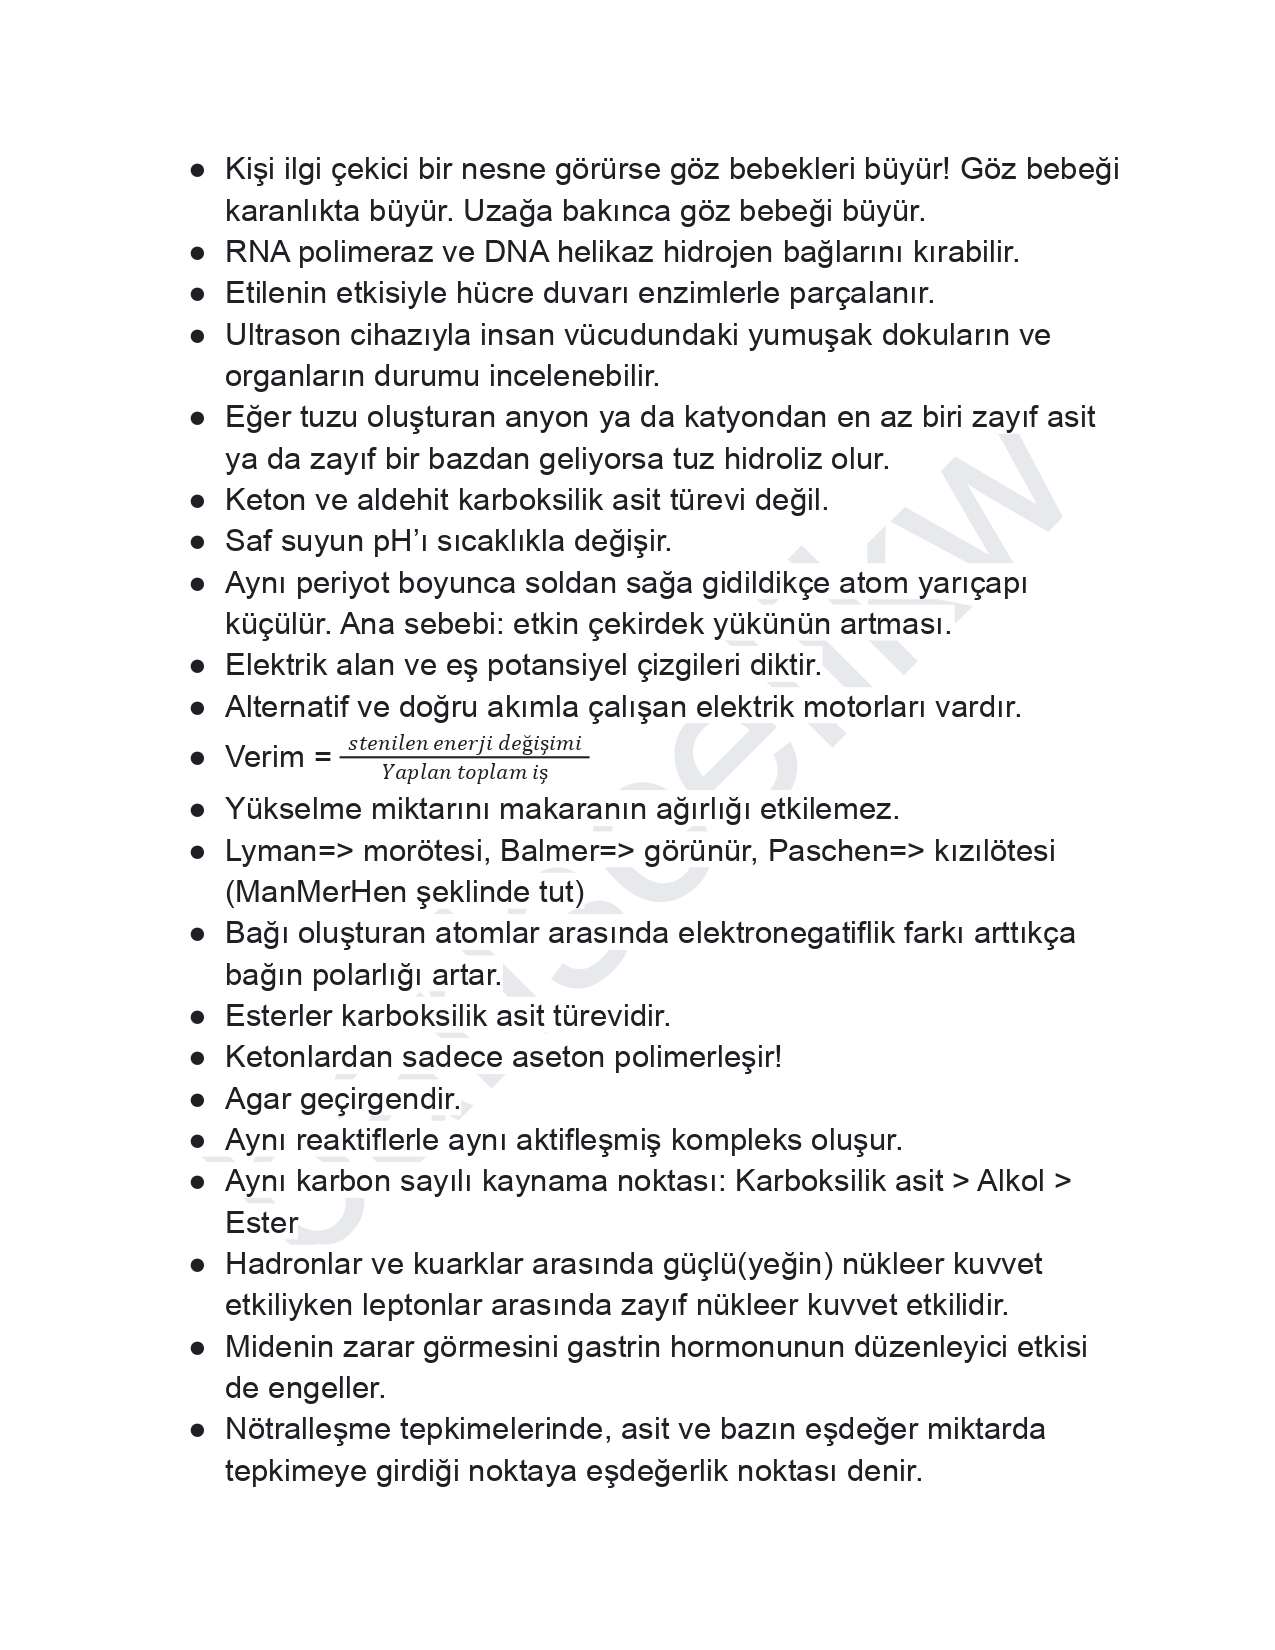 ● Kişi ilgi çekici bir nesne görürse göz bebekleri büyür! Göz bebeği
karanlıkta büyür. Uzağa bakınca göz bebeği büyür.
● RNA polimeraz ve DNA helikaz hidrojen bağlarını kırabilir.
● Etilenin etkisiyle hücre duvarı enzimlerle parçalanır.
● Ultrason cihazıyla insan vücudundaki yumuşak dokuların ve
organların durumu incelenebilir.
● Eğer tuzu oluşturan anyon ya da katyondan en az biri zayıf asit
ya da zayıf bir bazdan geliyorsa tuz hidroliz olur.
● Keton ve aldehit karboksilik asit türevi değil.
● Saf suyun pH’ı sıcaklıkla değişir.
● Aynı periyot boyunca soldan sağa gidildikçe atom yarıçapı
küçülür. Ana sebebi: etkin çekirdek yükünün artması.
● Elektrik alan ve eş potansiyel çizgileri diktir.
● Alternatif ve doğru akımla çalışan elektrik motorları vardır.
● Verim = stenilen enerji değişimi
Yaplan toplam iş
● Yükselme miktarını makaranın ağırlığı etkilemez.
● Lyman=> morötesi, Balmer=> görünür, Paschen=> kızılötesi
(ManMerHen şeklinde tut)
● Bağı oluşturan atomlar arasında elektronegatiflik farkı arttıkça
bağın polarlığı artar.
● Esterler karboksilik asit türevidir.
● Ketonlardan sadece aseton polimerleşir!
● Agar geçirgendir.
● Aynı reaktiflerle aynı aktifleşmiş kompleks oluşur.
● Aynı karbon sayılı kaynama noktası: Karboksilik asit > Alkol >
Ester
● Hadronlar ve kuarklar arasında güçlü(yeğin) nükleer kuvvet
etkiliyken leptonlar arasında zayıf nükleer kuvvet etkilidir.
● Midenin zarar görmesini gastrin hormonunun düzenleyici etkisi
de engeller.
● Nötralleşme tepkimelerinde, asit ve bazın eşdeğer miktarda
tepkimeye girdiği noktaya eşdeğerlik noktası denir.